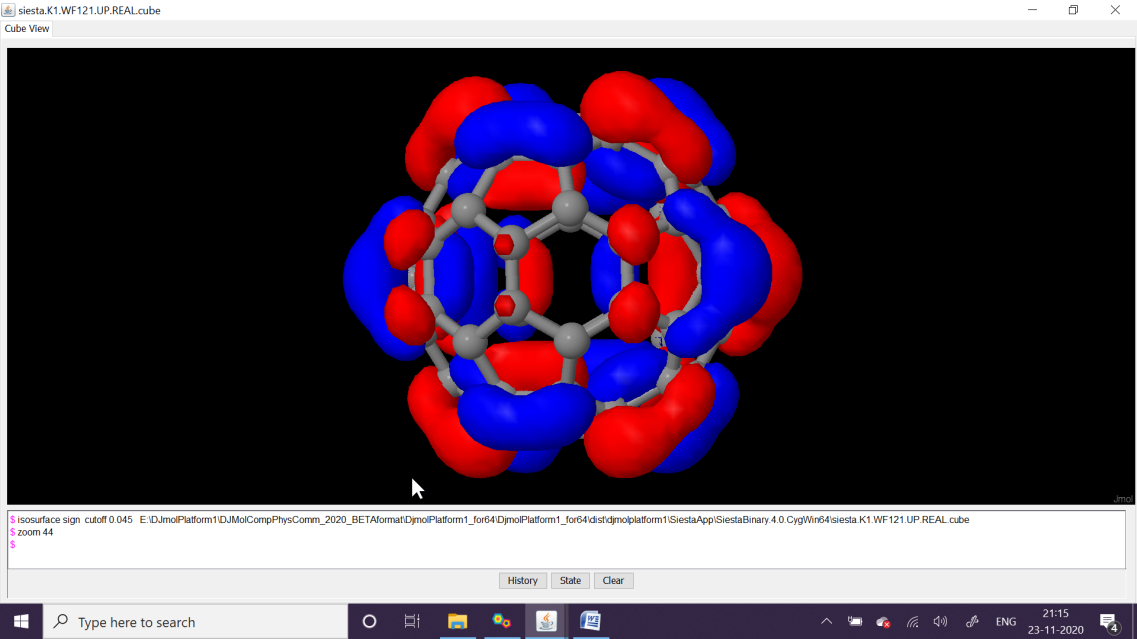 siesta.K1.WF121.UP.REAL.cube
Cube View
Jmol
$ isosurface sign cutoff 0.045 E:\DJmolPlatform1\DJMolCompPhysComm_2020_BETAformat\DjmolPlatform1_for64\DjmolPlatform1_for64\dist\djmolplatform1\SiestaApp\SiestaBinary.4.0.CygWin64\siesta.K1.WF121.UP.REAL.cube
$ zoom 44
$
History State Clear
Type here to search
ENG
21:15
23-11-2020
4